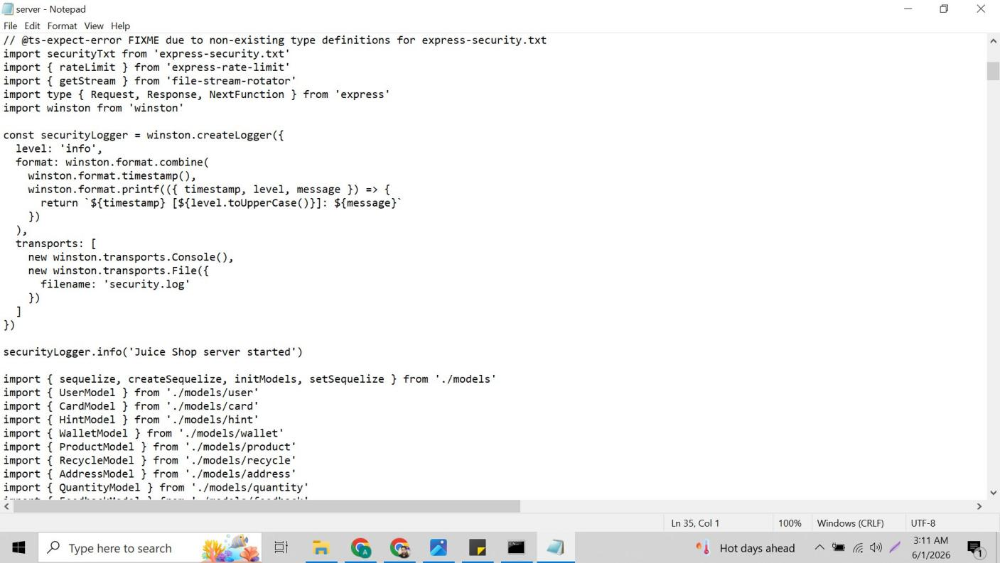 server - Notepad
File Edit Format View Help
// @ts-expect-error FIXME due to non-existing type definitions for express-security.txt
import securityTxt from 'express-security.txt'
import { rateLimit } from 'express-rate-limit'
import { getStream } from 'file-stream-rotator'
import type { Request, Response, NextFunction } from 'express'
import winston from 'winston'

const securityLogger = winston.createLogger({
  level: 'info',
  format: winston.format.combine(
    winston.format.timestamp(),
    winston.format.printf(({ timestamp, level, message }) => {
      return `${timestamp} [${level.toUpperCase()}]: ${message}`
    })
  ),
  transports: [
    new winston.transports.Console(),
    new winston.transports.File({
      filename: 'security.log'
    })
  ]
})

securityLogger.info('Juice Shop server started')

import { sequelize, createSequelize, initModels, setSequelize } from './models'
import { UserModel } from './models/user'
import { CardModel } from './models/card'
import { HintModel } from './models/hint'
import { WalletModel } from './models/wallet'
import { ProductModel } from './models/product'
import { RecycleModel } from './models/recycle'
import { AddressModel } from './models/address'
import { QuantityModel } from './models/quantity'
Ln 35, Col 1 100% Windows (CRLF) UTF-8
Type here to search
A
Hot days ahead
3:11 AM
6/1/2026
1